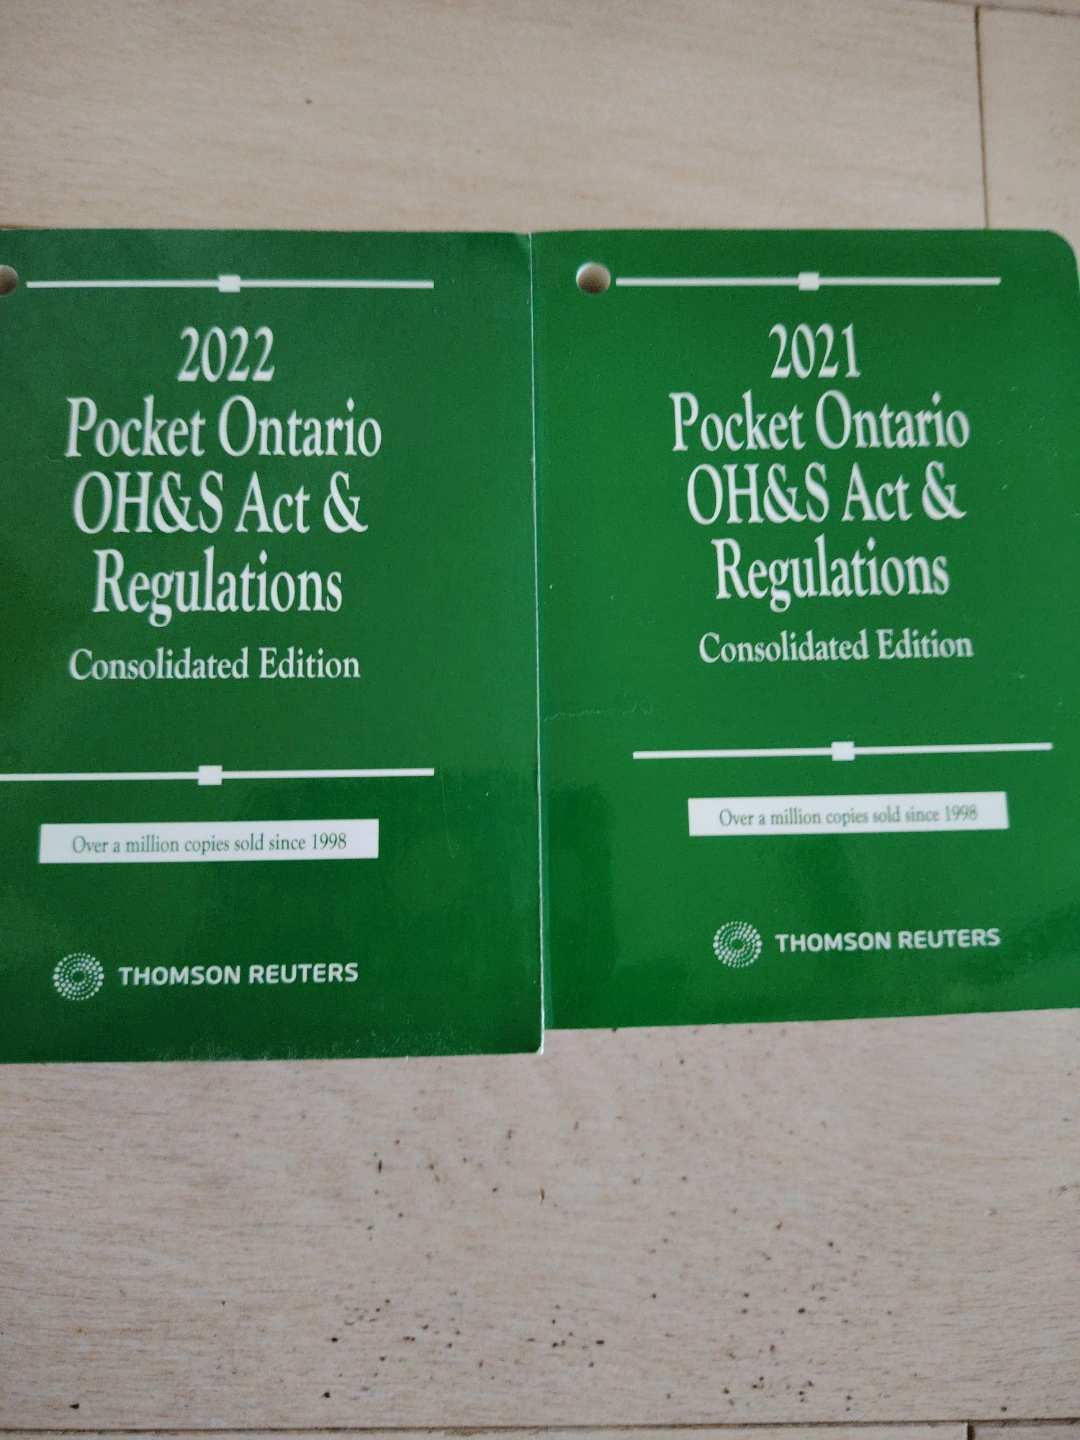 2022
Pocket Ontario
OH&S Act &
Regulations
Consolidated Edition
Over a million copies sold since 1998
THOMSON REUTERS
2021
Pocket Ontario
OH&S Act &
Regulations
Consolidated Edition
Over a million copies sold since 1998
THOMSON REUTERS